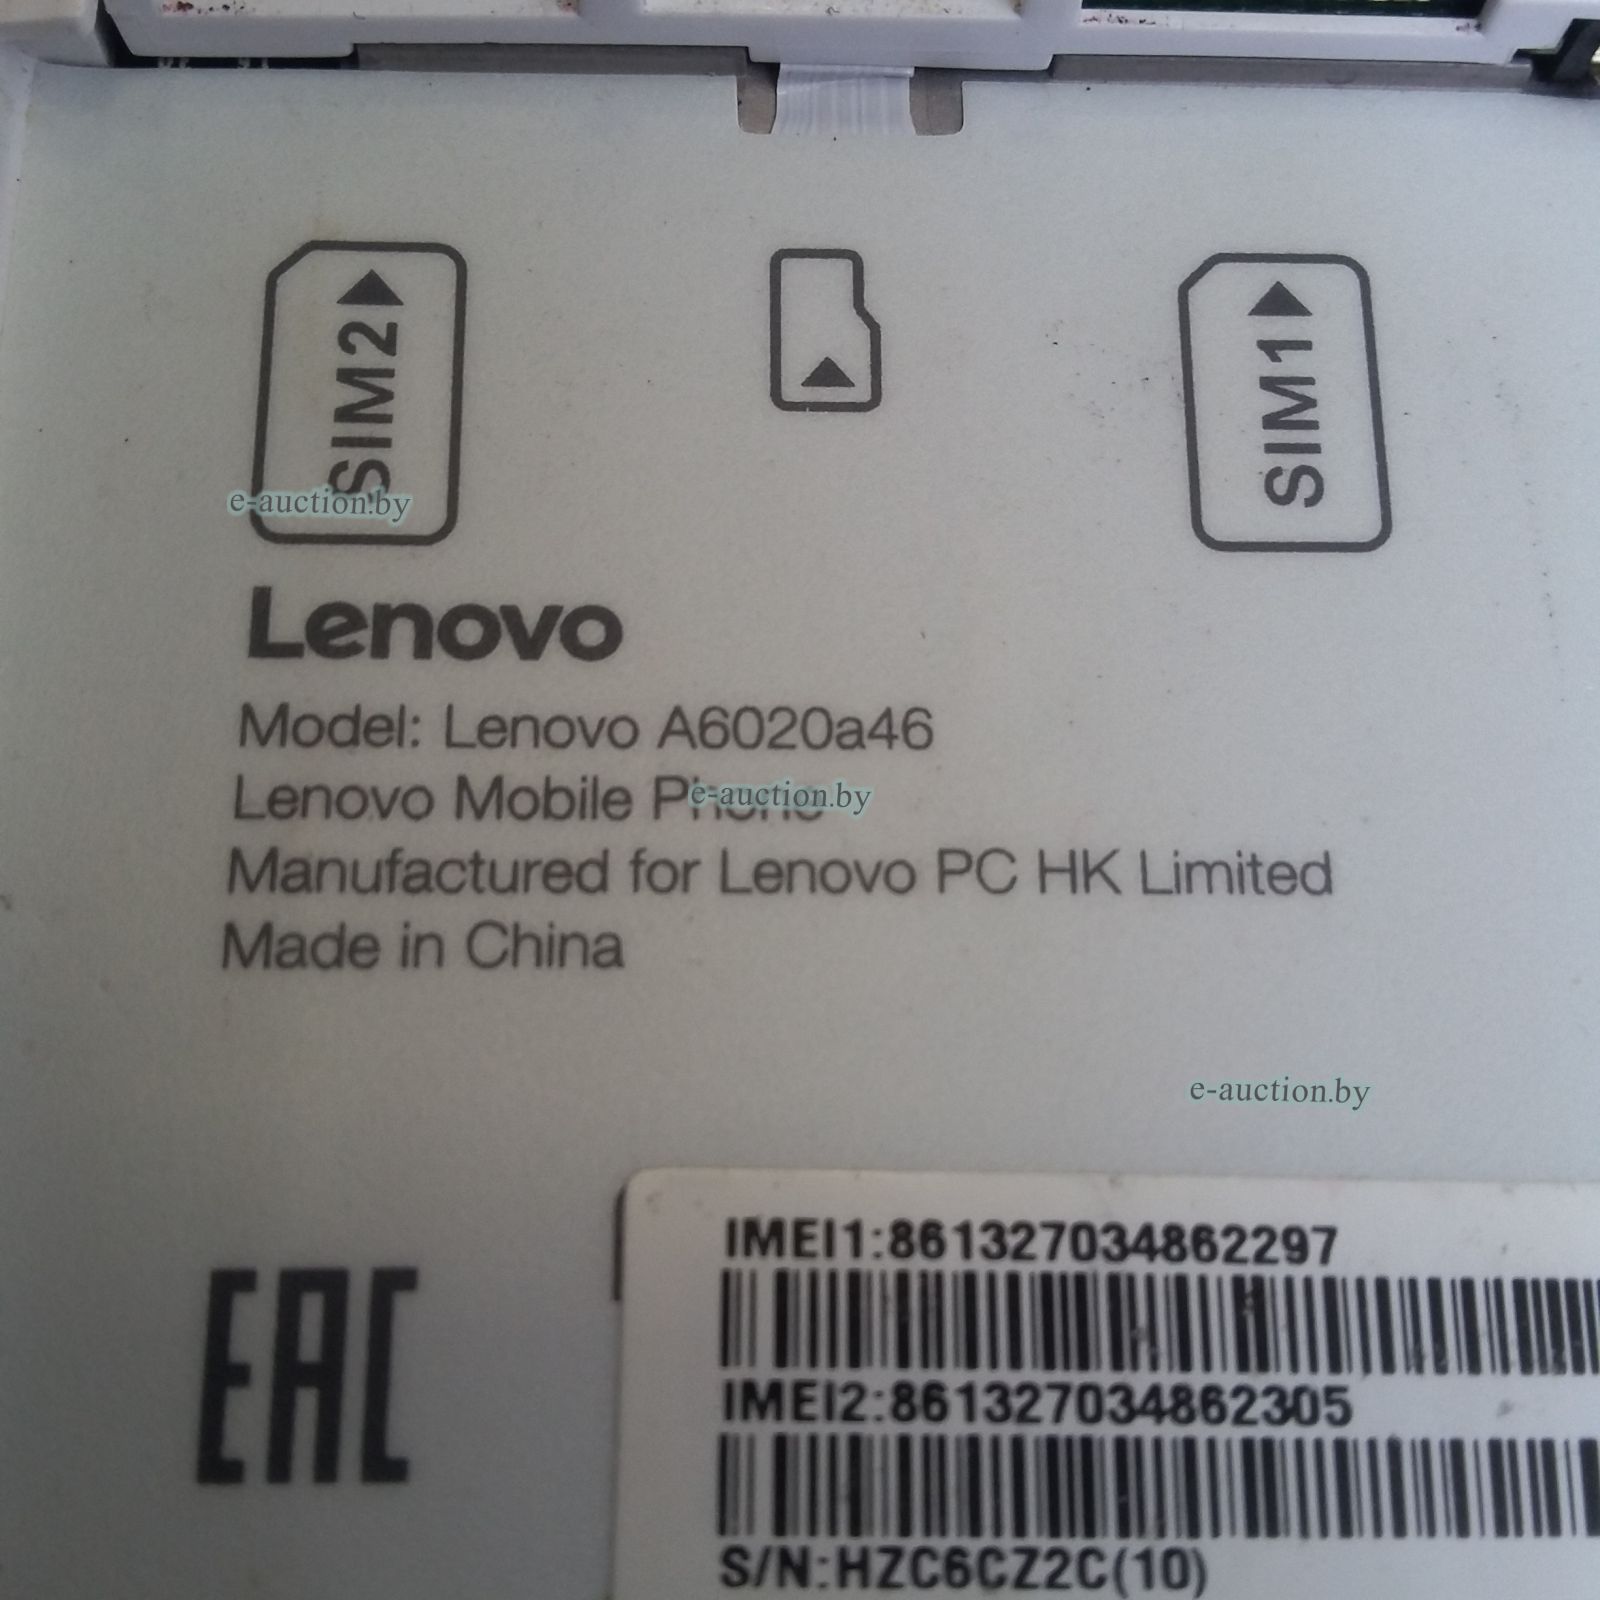 SIM2
SIM1
e-auction.by
Lenovo
Model: Lenovo A6020a46
Lenovo Mobile Phone
e-auction.by
Manufactured for Lenovo PC HK Limited
Made in China
e-auction.by
EAC
IMEI1:861327034862297
IMEI2:861327034862305
S/N:HZC6CZ2C(10)